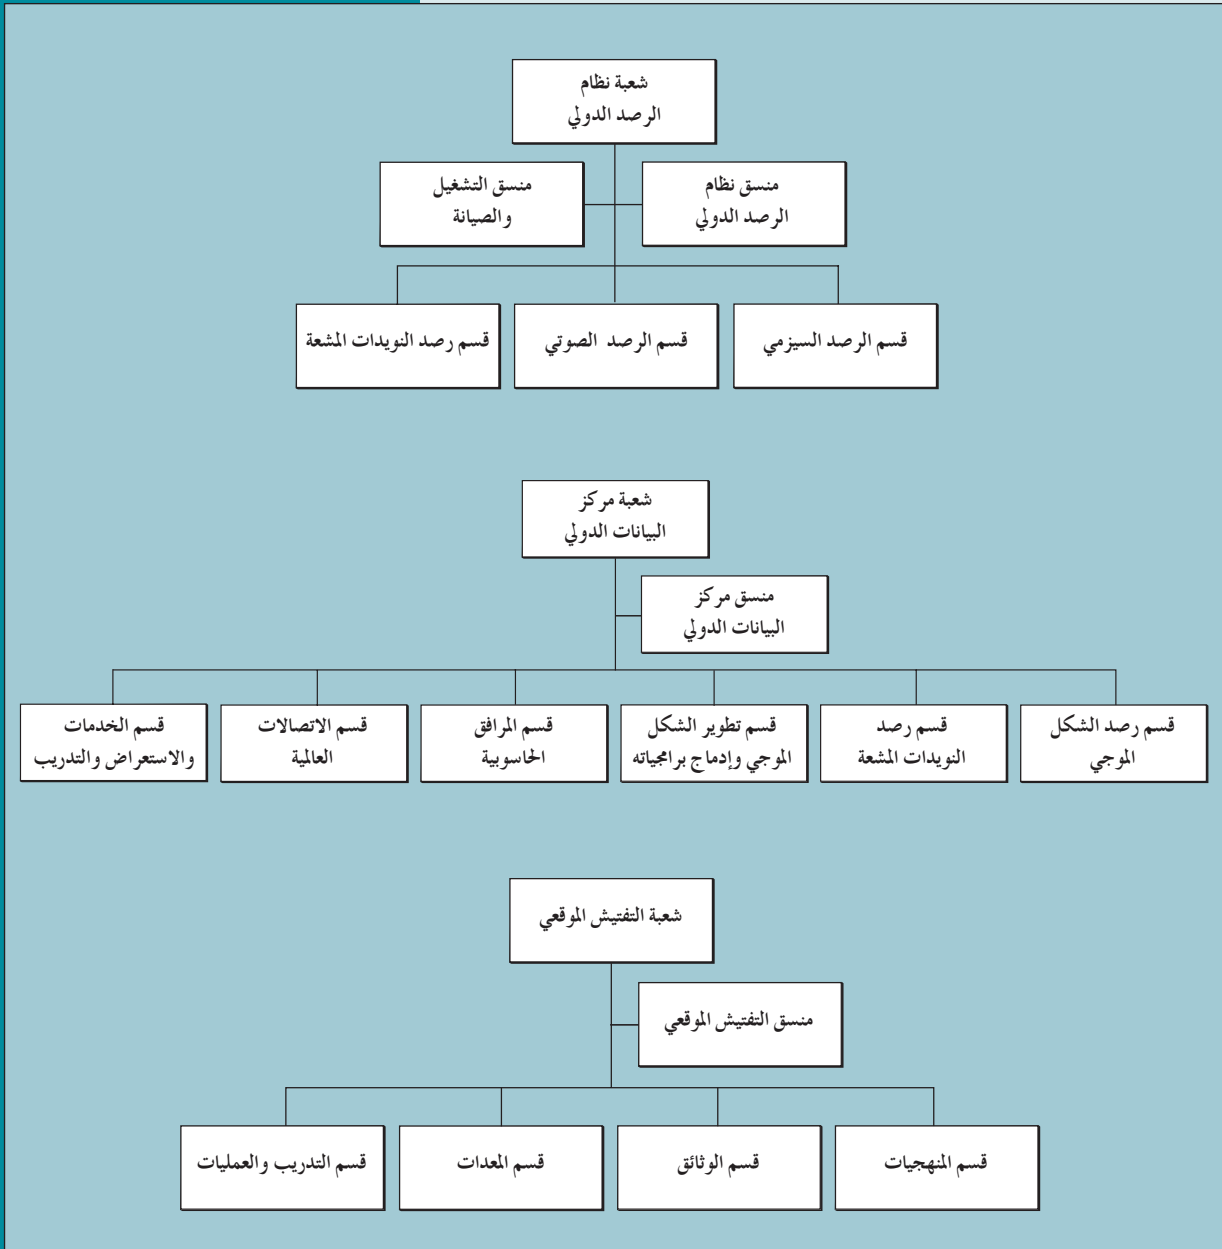 شعبة نظام
الرصد الدولي
منسق نظام
الرصد الدولي
منسق التشغيل
والصيانة
قسم الرصد السيزمي
قسم الرصد الصوتي
قسم رصد النويدات المشعة
شعبة مركز
البيانات الدولي
منسق مركز
البيانات الدولي
قسم رصد الشكل
الموجي
قسم رصد
النويدات المشعة
قسم تطوير الشكل
الموجي وإدماج برامجياته
قسم المرافق
الحاسوبية
قسم الاتصالات
العالمية
قسم الخدمات
والاستعراض والتدريب
شعبة التفتيش الموقعي
منسق التفتيش الموقعي
قسم المنهجيات
قسم الوثائق
قسم المعدات
قسم التدريب والعمليات